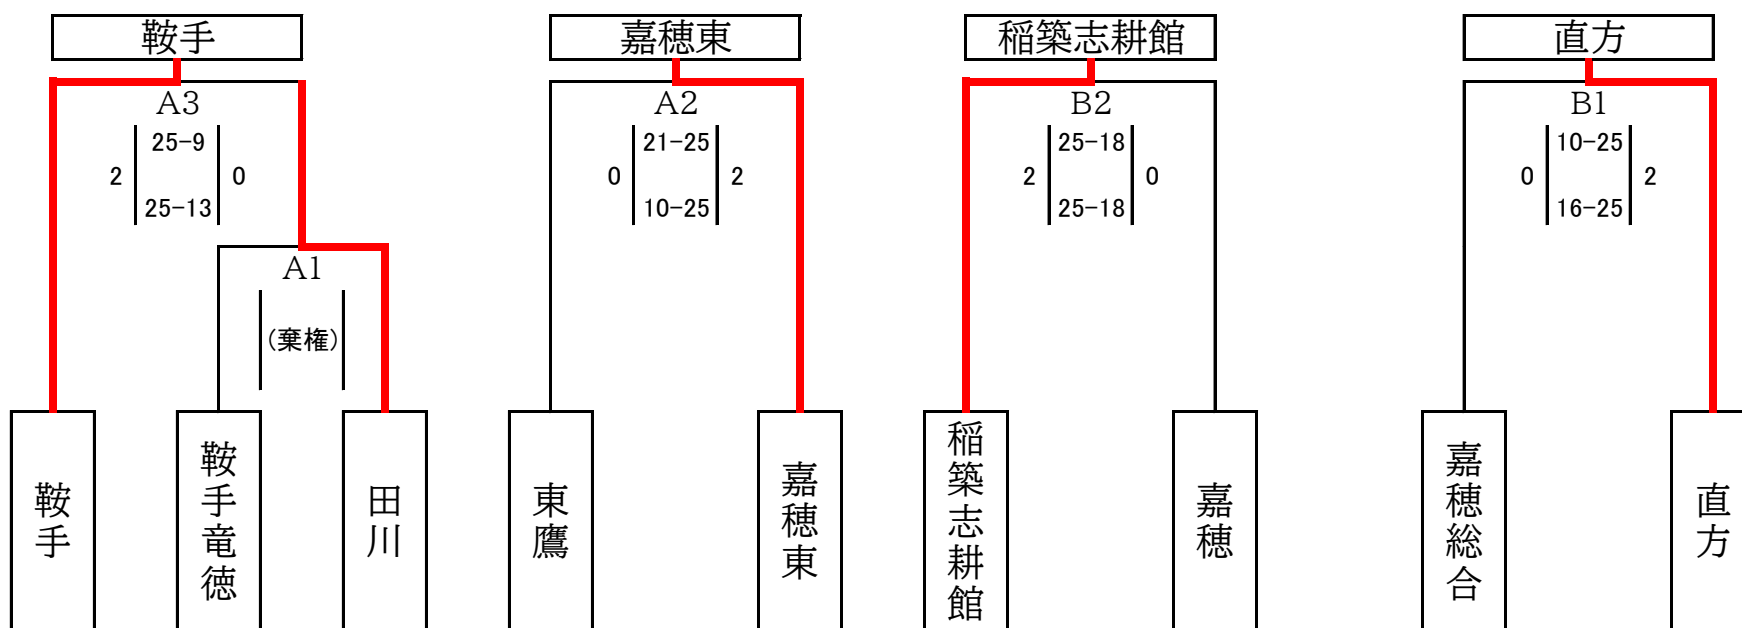 鞍手
嘉穂東
稲築志耕館
直方
A3
A2
B2
B1
25-9
21-25
25-18
10-25
2
0
0
2
2
0
0
2
25-13
10-25
25-18
16-25
A1
(棄権)
鞍手
鞍手竜徳
田川
東鷹
嘉穂東
稲築志耕館
嘉穂
嘉穂総合
直方